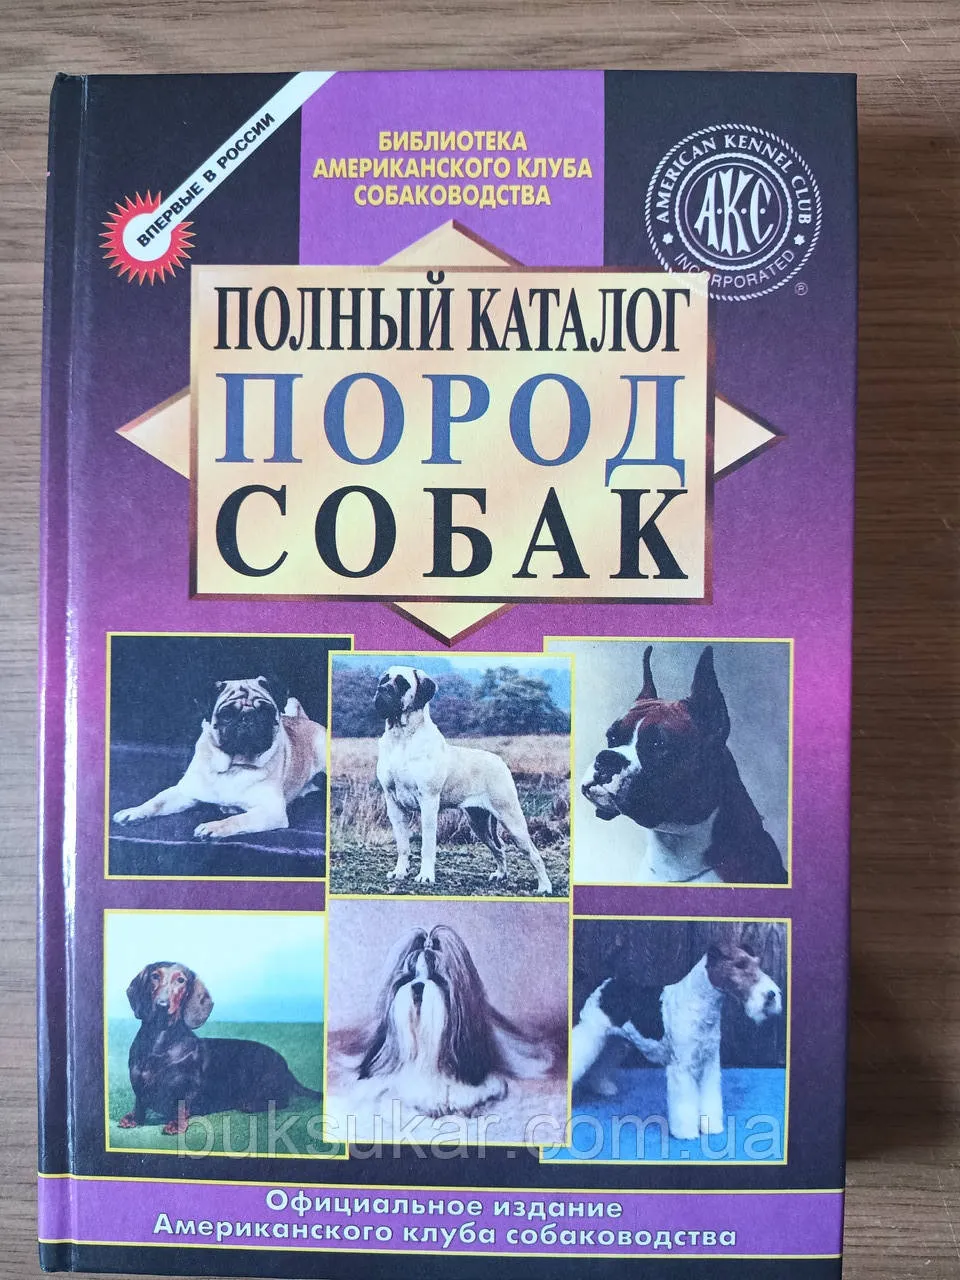 ВПЕРВЫЕ В РОССИИ
БИБЛИОТЕКА
АМЕРИКАНСКОГО КЛУБА
СОБАКОВОДСТВА
AMERICAN KENNEL CLUB
A·K·C
INCORPORATED
®
ПОЛНЫЙ КАТАЛОГ
ПОРОД
СОБАК
buksukar.com.ua
Официальное издание
Американского клуба собаководства